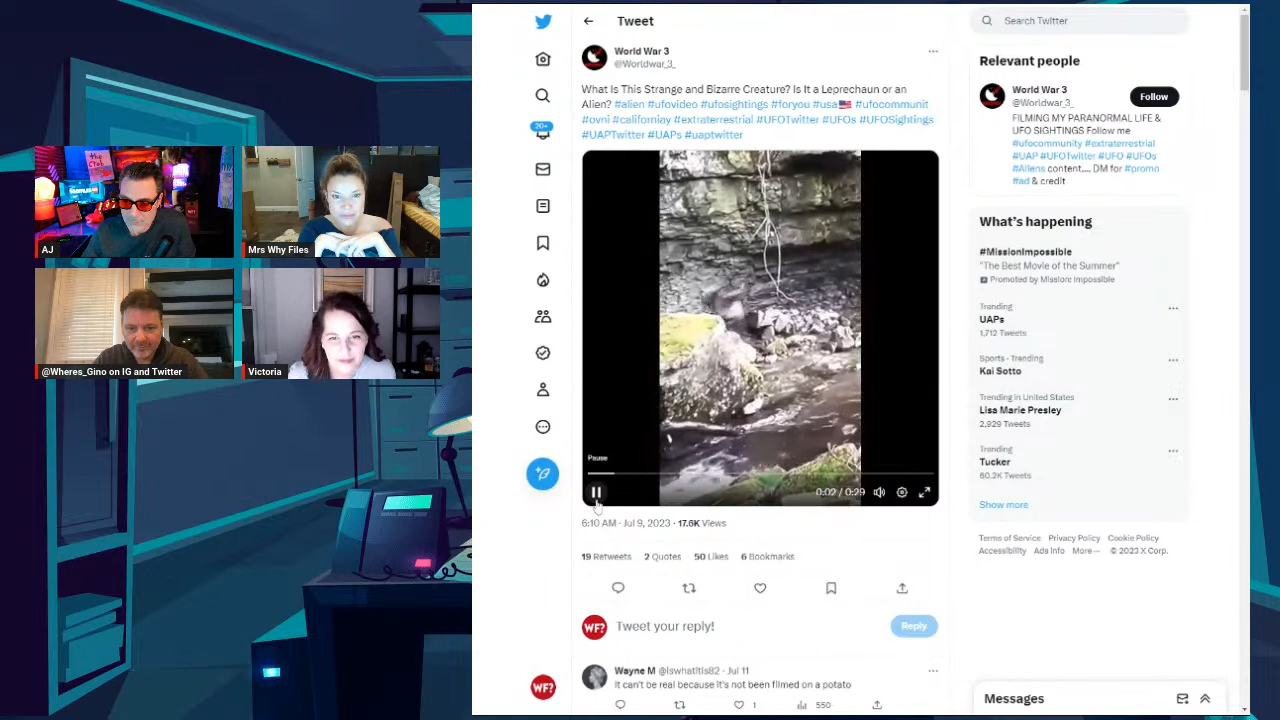 Tweet
World War 3
@Worldwar_3_
What Is This Strange and Bizarre Creature? Is It a Leprechaun or an
Alien? #alien #ufovideo #ufosightings #foryou #usa #ufocommunit
#ovni #californiay #extraterrestrial #UFOTwitter #UFOs #UFOSightings
#UAPTwitter #UAPs #uaptwitter
Pause
0:02 / 0:29
6:10 AM · Jul 9, 2023 · 17.6K Views
19 Retweets 2 Quotes 50 Likes 6 Bookmarks
WF?
Tweet your reply!
Reply
Wayne M @iswhatitis82 · Jul 11
It can't be real because it's not been filmed on a potato
1
550
20+
WF?
Search Twitter
Relevant people
World War 3
@Worldwar_3_
Follow
FILMING MY PARANORMAL LIFE &
UFO SIGHTINGS Follow me
#ufocommunity #extraterrestrial
#UAP #UFOTwitter #UFO #UFOs
#Aliens content.... DM for #promo
#ad & credit
What's happening
#MissionImpossible
"The Best Movie of the Summer"
Promoted by Mission: Impossible
Trending
UAPs
1,712 Tweets
Sports · Trending
Kai Sotto
Trending in United States
Lisa Marie Presley
2,929 Tweets
Trending
Tucker
60.2K Tweets
Show more
Terms of Service Privacy Policy Cookie Policy
Accessibility Ads info More··· © 2023 X Corp.
Messages
AJ
Mrs Why Files
@Wheres_Gino on IG and Twitter
Victoria